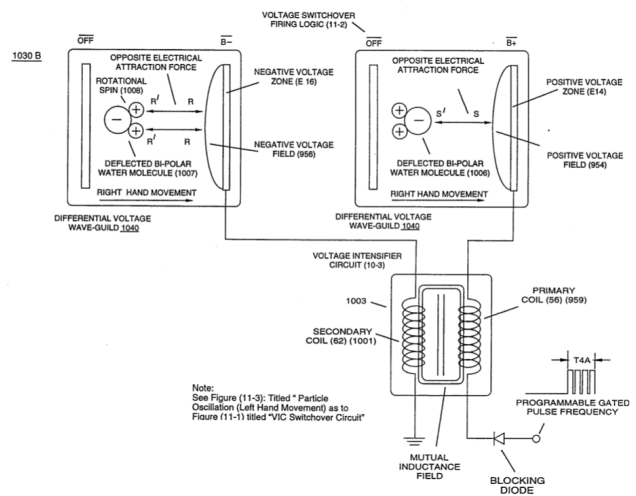 VOLTAGE SWITCHOVER
FIRING LOGIC (11-2)
1030 B
OFF
B–
OPPOSITE ELECTRICAL
ATTRACTION FORCE
ROTATIONAL
SPIN (1008)
R' R
R' R
+
–
+
DEFLECTED BI-POLAR
WATER MOLECULE (1007)
RIGHT HAND MOVEMENT
NEGATIVE VOLTAGE
ZONE (E 16)
NEGATIVE VOLTAGE
FIELD (956)
DIFFERENTIAL VOLTAGE
WAVE-GUILD 1040
OFF
B+
OPPOSITE ELECTRICAL
ATTRACTION FORCE
S' S
+
–
+
DEFLECTED BI-POLAR
WATER MOLECULE (1006)
RIGHT HAND MOVEMENT
POSITIVE VOLTAGE
ZONE (E14)
POSITIVE VOLTAGE
FIELD (954)
DIFFERENTIAL VOLTAGE
WAVE-GUILD 1040
VOLTAGE INTENSIFIER
CIRCUIT (10-3)
1003
PRIMARY
COIL (56) (959)
SECONDARY
COIL (62) (1001)
T4A
PROGRAMMABLE GATED
PULSE FREQUENCY
Note:
See Figure (11-3): Titled " Particle
Oscillation (Left Hand Movement) as to
Figure (11-1) titled "VIC Switchover Circuit"
MUTUAL
INDUCTANCE
FIELD
BLOCKING
DIODE